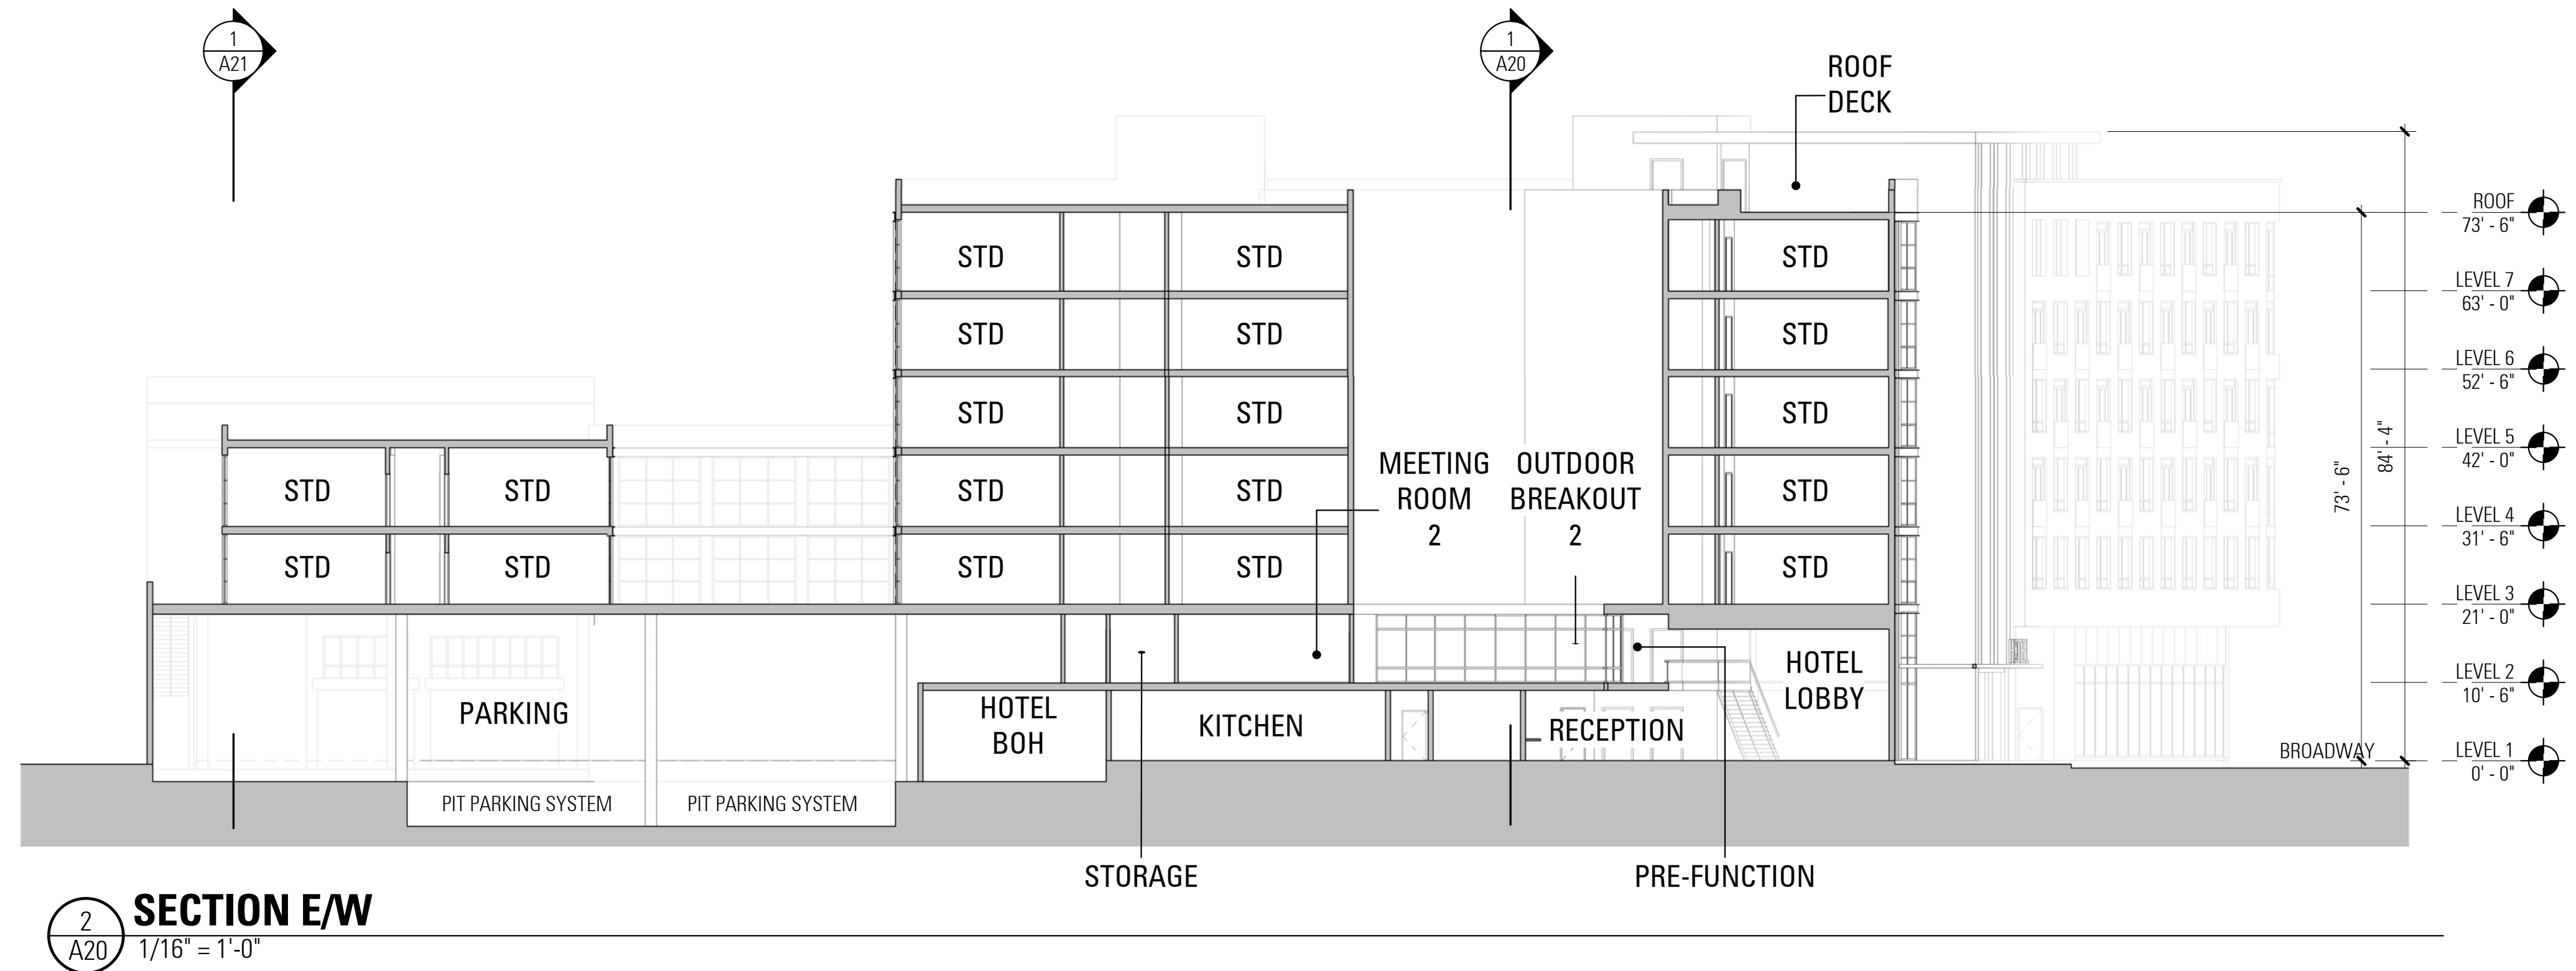 1
A21
1
A20
ROOF
DECK
ROOF
73' - 6"
STD
STD
STD
LEVEL 7
63' - 0"
STD
STD
STD
LEVEL 6
52' - 6"
STD
STD
STD
LEVEL 5
42' - 0"
84' - 4"
73' - 6"
MEETING
ROOM
2
OUTDOOR
BREAKOUT
2
STD
STD
STD
STD
STD
LEVEL 4
31' - 6"
STD
STD
STD
STD
STD
LEVEL 3
21' - 0"
HOTEL
LOBBY
LEVEL 2
10' - 6"
PARKING
HOTEL
BOH
KITCHEN
RECEPTION
BROADWAY
LEVEL 1
0' - 0"
PIT PARKING SYSTEM
PIT PARKING SYSTEM
STORAGE
PRE-FUNCTION
2
A20
SECTION E/W
1/16" = 1'-0"